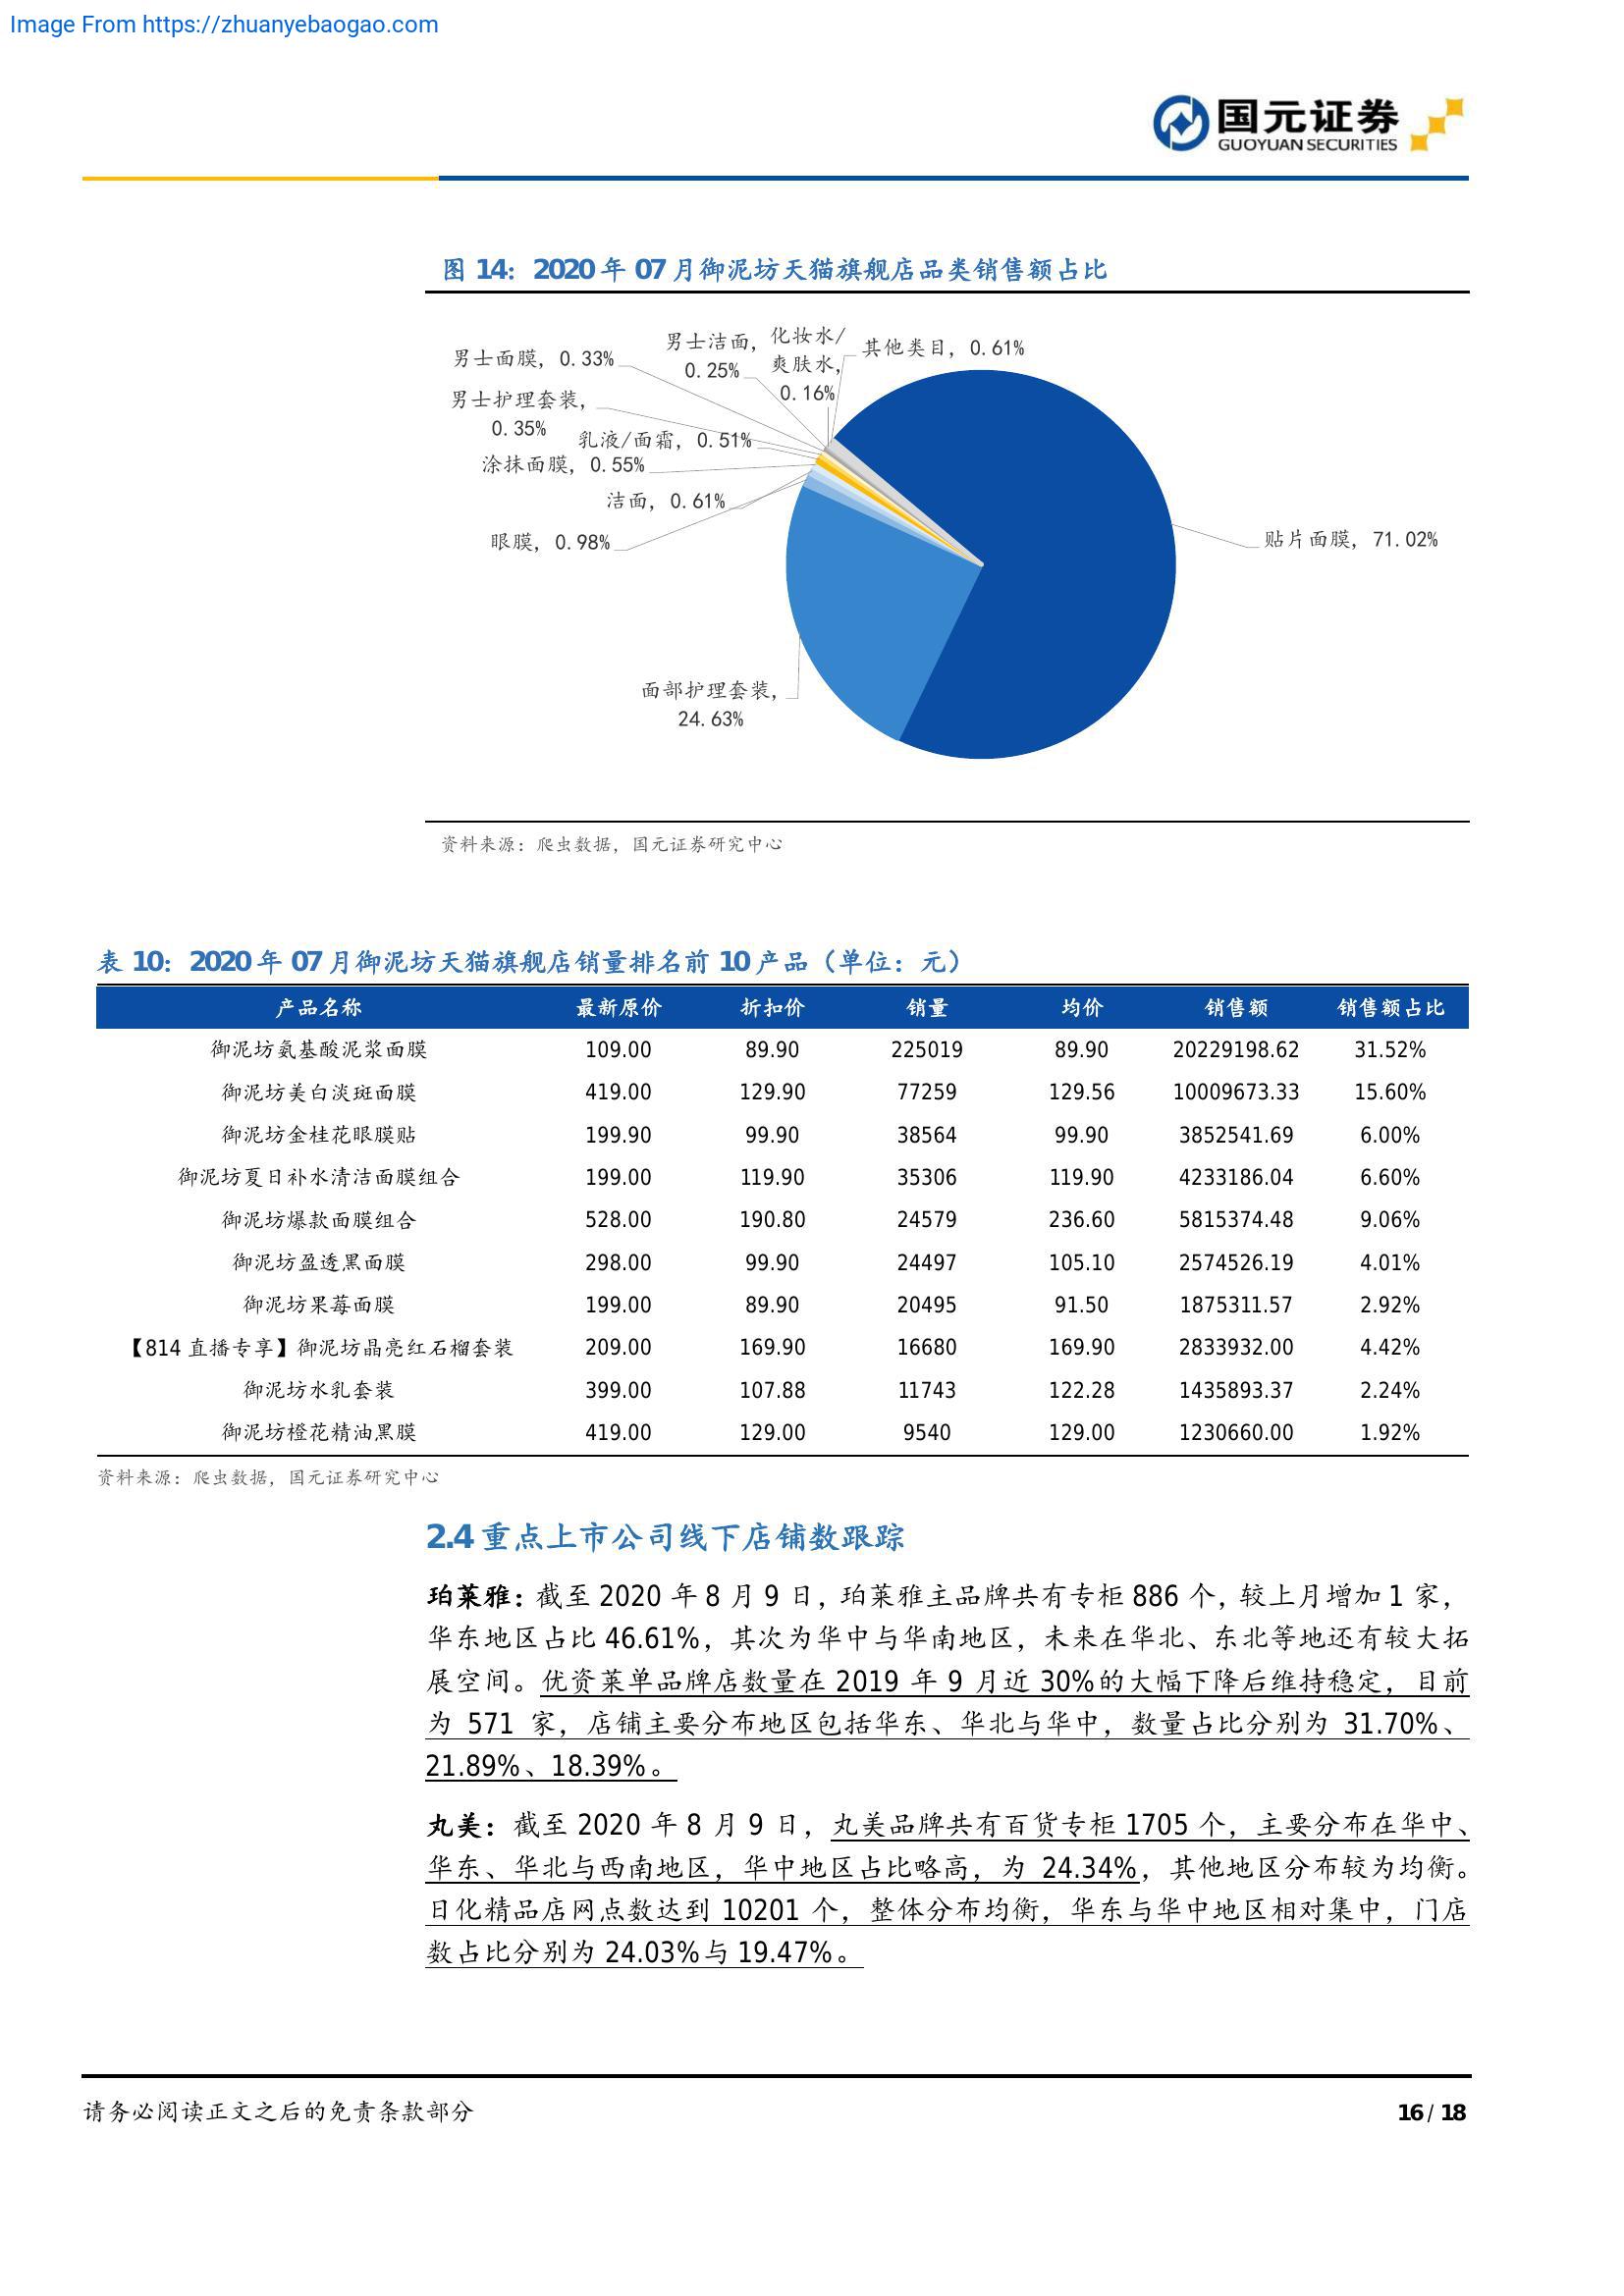 Image From https://zhuanyebaogao.com
国元证券
GUOYUAN SECURITIES
图 14：2020 年 07 月御泥坊天猫旗舰店品类销售额占比
男士面膜, 0.33%
男士洁面,
0.25%
化妆水/
爽肤水,
0.16%
其他类目, 0.61%
男士护理套装,
0.35%
乳液/面霜, 0.51%
涂抹面膜, 0.55%
洁面, 0.61%
眼膜, 0.98%
贴片面膜, 71.02%
面部护理套装,
24.63%
资料来源：爬虫数据，国元证券研究中心
表 10：2020 年 07 月御泥坊天猫旗舰店销量排名前 10 产品（单位：元）
产品名称 最新原价 折扣价 销量 均价 销售额 销售额占比
御泥坊氨基酸泥浆面膜 109.00 89.90 225019 89.90 20229198.62 31.52%
御泥坊美白淡斑面膜 419.00 129.90 77259 129.56 10009673.33 15.60%
御泥坊金桂花眼膜贴 199.90 99.90 38564 99.90 3852541.69 6.00%
御泥坊夏日补水清洁面膜组合 199.00 119.90 35306 119.90 4233186.04 6.60%
御泥坊爆款面膜组合 528.00 190.80 24579 236.60 5815374.48 9.06%
御泥坊盈透黑面膜 298.00 99.90 24497 105.10 2574526.19 4.01%
御泥坊果莓面膜 199.00 89.90 20495 91.50 1875311.57 2.92%
【814 直播专享】御泥坊晶亮红石榴套装 209.00 169.90 16680 169.90 2833932.00 4.42%
御泥坊水乳套装 399.00 107.88 11743 122.28 1435893.37 2.24%
御泥坊橙花精油黑膜 419.00 129.00 9540 129.00 1230660.00 1.92%
资料来源：爬虫数据，国元证券研究中心
2.4 重点上市公司线下店铺数跟踪
珀莱雅：截至 2020 年 8 月 9 日，珀莱雅主品牌共有专柜 886 个，较上月增加 1 家，
华东地区占比 46.61%，其次为华中与华南地区，未来在华北、东北等地还有较大拓
展空间。优资莱单品牌店数量在 2019 年 9 月近 30%的大幅下降后维持稳定，目前
为 571 家，店铺主要分布地区包括华东、华北与华中，数量占比分别为 31.70%、
21.89%、18.39%。
丸美：截至 2020 年 8 月 9 日，丸美品牌共有百货专柜 1705 个，主要分布在华中、
华东、华北与西南地区，华中地区占比略高，为 24.34%，其他地区分布较为均衡。
日化精品店网点数达到 10201 个，整体分布均衡，华东与华中地区相对集中，门店
数占比分别为 24.03%与 19.47%。
请务必阅读正文之后的免责条款部分
16 / 18